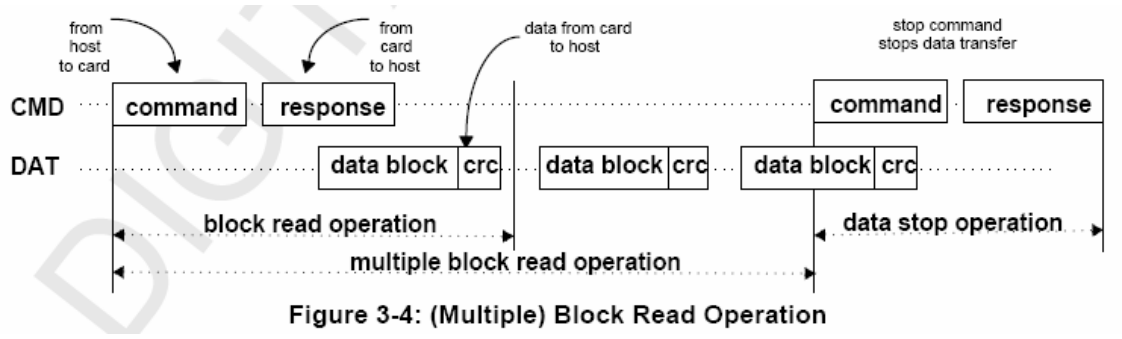 from
host
to card
from
card
to host
data from card
to host
stop command
stops data transfer
CMD command response command response
DAT data block crc data block crc data block crc
block read operation data stop operation
multiple block read operation
Figure 3-4: (Multiple) Block Read Operation
DIGIT